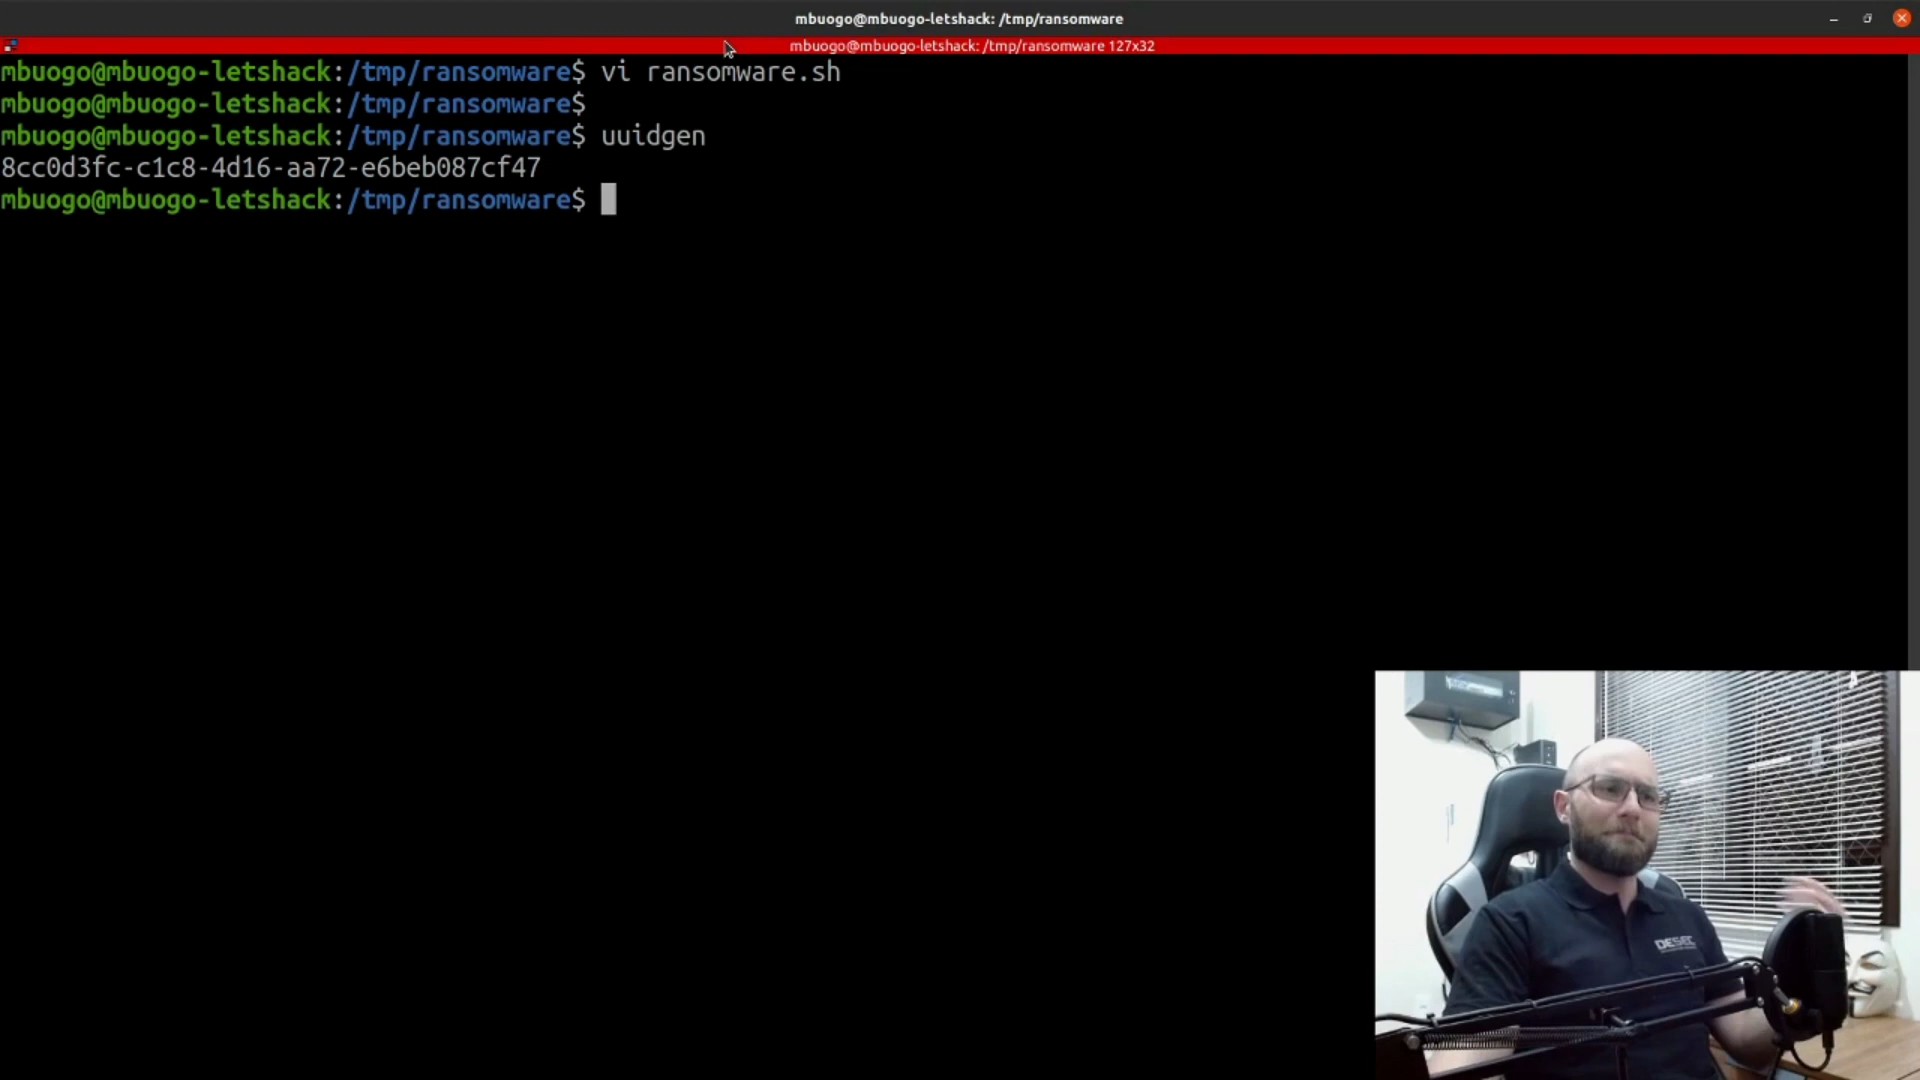 mbuogo@mbuogo-letshack: /tmp/ransomware
mbuogo@mbuogo-letshack: /tmp/ransomware 127x32
mbuogo@mbuogo-letshack:/tmp/ransomware$ vi ransomware.sh
mbuogo@mbuogo-letshack:/tmp/ransomware$
mbuogo@mbuogo-letshack:/tmp/ransomware$ uuidgen
8cc0d3fc-c1c8-4d16-aa72-e6beb087cf47
mbuogo@mbuogo-letshack:/tmp/ransomware$
DESEC